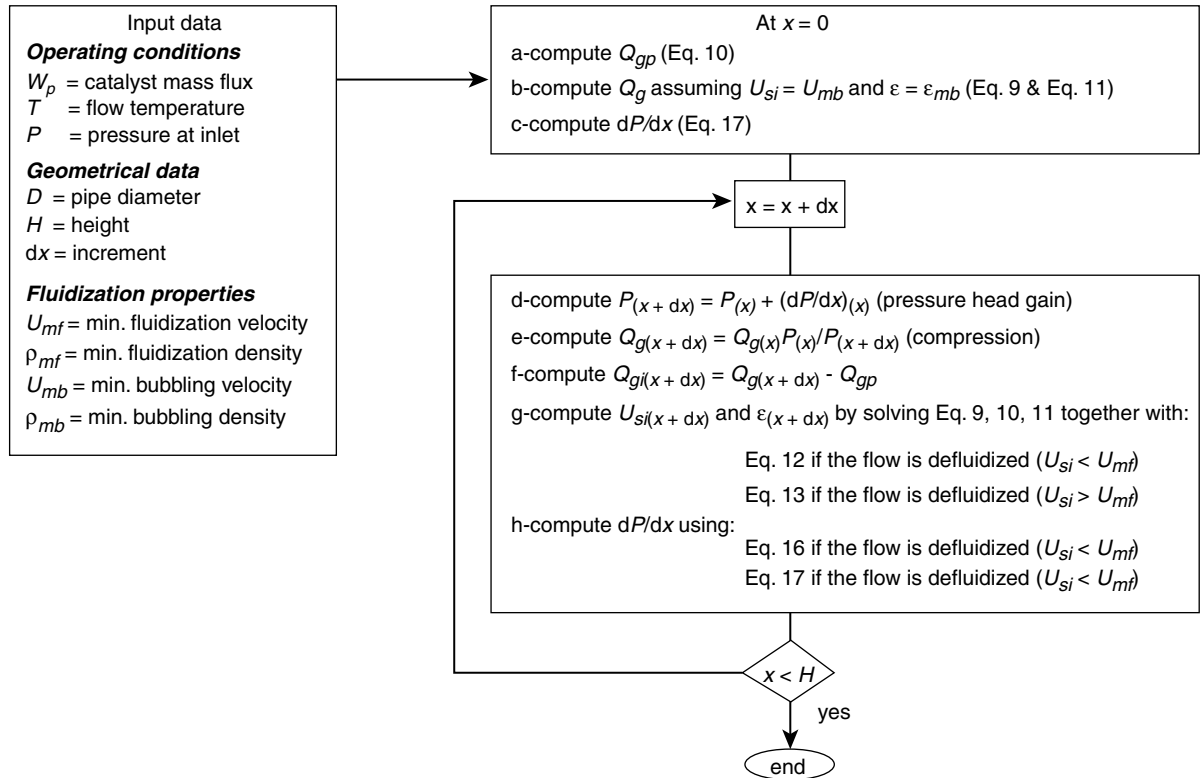 Input data
Operating conditions
Wp = catalyst mass flux
T = flow temperature
P = pressure at inlet
Geometrical data
D = pipe diameter
H = height
dx = increment
Fluidization properties
Umf = min. fluidization velocity
ρmf = min. fluidization density
Umb = min. bubbling velocity
ρmb = min. bubbling density
At x = 0
a-compute Qgp (Eq. 10)
b-compute Qg assuming Usi = Umb and ε = εmb (Eq. 9 & Eq. 11)
c-compute dP/dx (Eq. 17)
x = x + dx
d-compute P(x + dx) = P(x) + (dP/dx)(x) (pressure head gain)
e-compute Qg(x + dx) = Qg(x)P(x)/P(x + dx) (compression)
f-compute Qgi(x + dx) = Qg(x + dx) - Qgp
g-compute Usi(x + dx) and ε(x + dx) by solving Eq. 9, 10, 11 together with:
Eq. 12 if the flow is defluidized (Usi < Umf)
Eq. 13 if the flow is defluidized (Usi > Umf)
h-compute dP/dx using:
Eq. 16 if the flow is defluidized (Usi < Umf)
Eq. 17 if the flow is defluidized (Usi < Umf)
x < H
yes
end